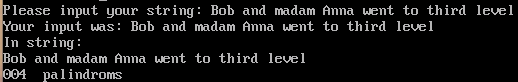 Please input your string: Bob and madam Anna went to third level
Your input was: Bob and madam Anna went to third level
In string:
Bob and madam Anna went to third level
004  palindroms